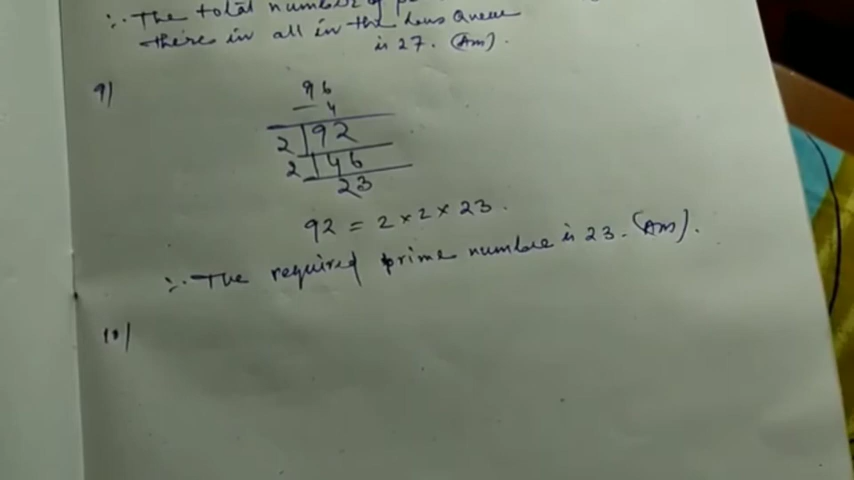 ∴ The total number of
there in all in the bus Queue
is 27. (Ans).
9)
96
− 4
2 | 92
2 | 46
23
92 = 2 × 2 × 23.
∴ The required prime number is 23. (Ans).
10)